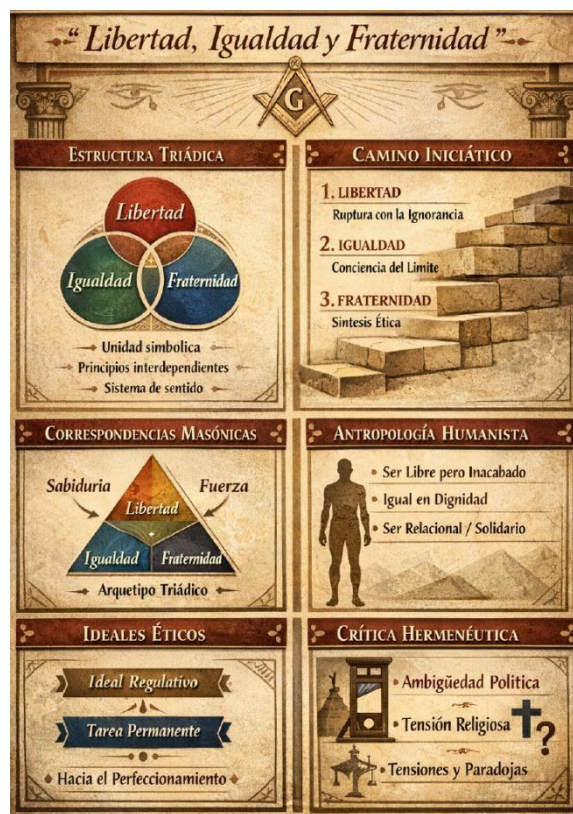 “Libertad, Igualdad y Fraternidad”
G
ESTRUCTURA TRIÁDICA
Libertad
Igualdad
Fraternidad
Unidad simbolica
Principios interdependientes
Sistema de sentido
CAMINO INICIÁTICO
1. LIBERTAD
Ruptura con la Ignorancia
2. IGUALDAD
Conciencia del Limite
3. FRATERNIDAD
Sintesis Ética
CORRESPONDENCIAS MASÓNICAS
Sabiduria
Fuerza
Libertad
Igualdad
Fraternidad
Arquetipo Triádico
ANTROPOLOGÍA HUMANISTA
• Ser Libre pero Inacabado
• Igual en Dignidad
• Ser Relacional / Solidario
IDEALES ÉTICOS
Ideal Regulativo
Tarea Permanente
Hacia el Perfeccionamiento
CRÍTICA HERMENÉUTICA
• Ambigüedad Politica
• Tensión Religiosa
?
• Tensiones y Paradojas